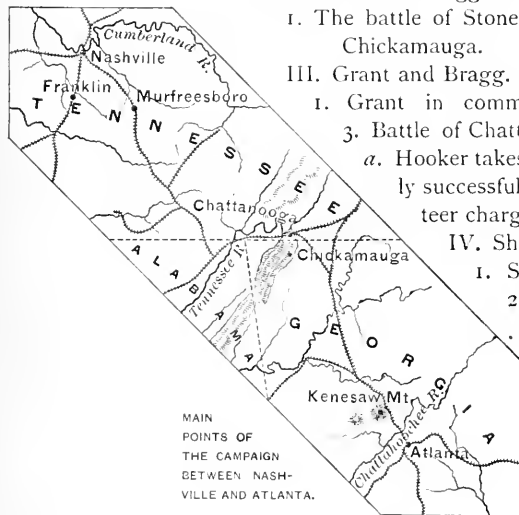 1. The battle of Stone
Chickamauga.
III. Grant and Bragg.
1. Grant in comm
3. Battle of Chatt
a. Hooker takes
ly successful
teer charg
IV. Sh
1. S
2
Cumberland R.
Nashville
Franklin
Murfreesboro
TENNESSEE
Chattanooga
Chickamauga
Tennessee R.
ALABAMA
GEORGIA
Kenesaw Mt.
Chattahoochee R.
Atlanta
MAIN
POINTS OF
THE CAMPAIGN
BETWEEN NASH-
VILLE AND ATLANTA.